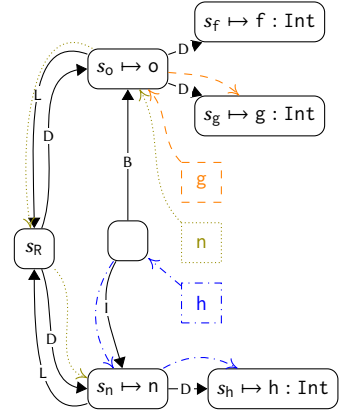 s_f ↦ f : Int
D
L
s_o ↦ o
D
s_g ↦ g : Int
D
B
g
s_R
n
h
I
D
L
s_n ↦ n
D
s_h ↦ h : Int